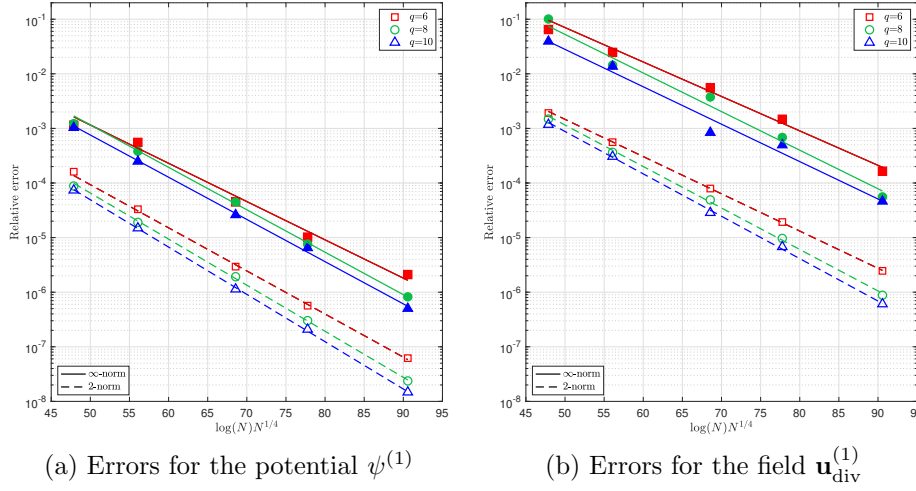 10^{-1}
10^{-2}
10^{-3}
10^{-4}
10^{-5}
10^{-6}
10^{-7}
10^{-8}
Relative error
q=6
q=8
q=10
∞-norm
2-norm
45 50 55 60 65 70 75 80 85 90 95
log(N)N^{1/4}
(a) Errors for the potential ψ^{(1)}
10^{-1}
10^{-2}
10^{-3}
10^{-4}
10^{-5}
10^{-6}
10^{-7}
10^{-8}
Relative error
q=6
q=8
q=10
∞-norm
2-norm
45 50 55 60 65 70 75 80 85 90 95
log(N)N^{1/4}
(b) Errors for the field u_{div}^{(1)}